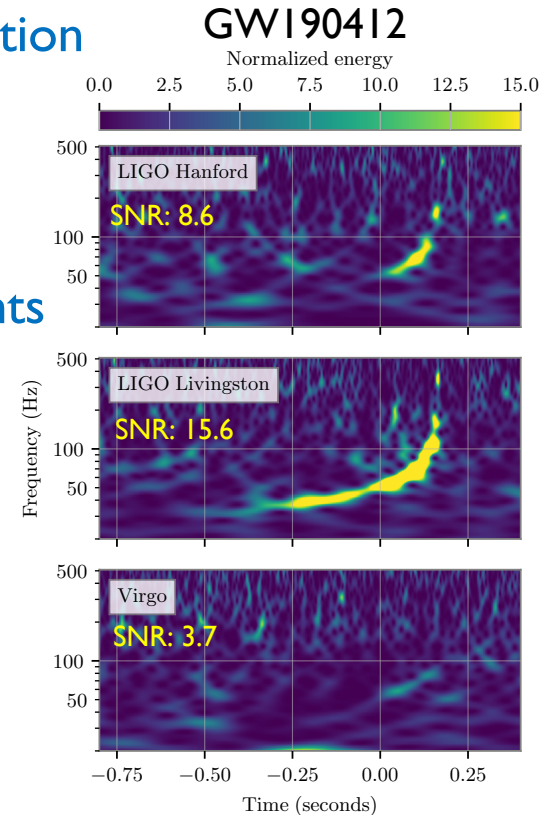 tion
GW190412
Normalized energy
0.0 2.5 5.0 7.5 10.0 12.5 15.0
nts
Frequency (Hz)
500
100
50
LIGO Hanford
SNR: 8.6
500
100
50
LIGO Livingston
SNR: 15.6
500
100
50
Virgo
SNR: 3.7
−0.75 −0.50 −0.25 0.00 0.25
Time (seconds)